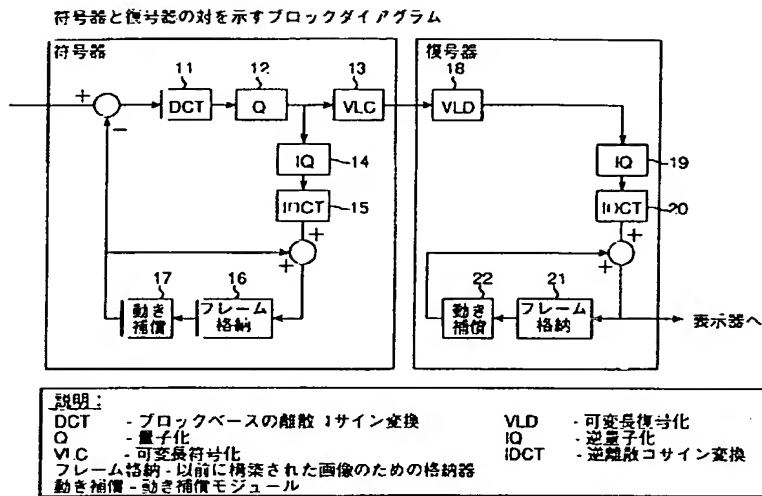 符号器と復号器の対を示すブロックダイアグラム
符号器
復号器
11
12
13
18
+
DCT
Q
VLC
VLD
−
IQ
14
IQ
19
IDCT
15
IDCT
20
+
+
+
+
17
16
22
21
動き
補償
フレーム
格納
動き
補償
フレーム
格納
表示器へ
説明:
DCT - ブロックベースの離散コサイン変換
Q - 量子化
VLC - 可変長符号化
VLD - 可変長復号化
IQ - 逆量子化
IDCT - 逆離散コサイン変換
フレーム格納 - 以前に構築された画像のための格納器
動き補償 - 動き補償モジュール